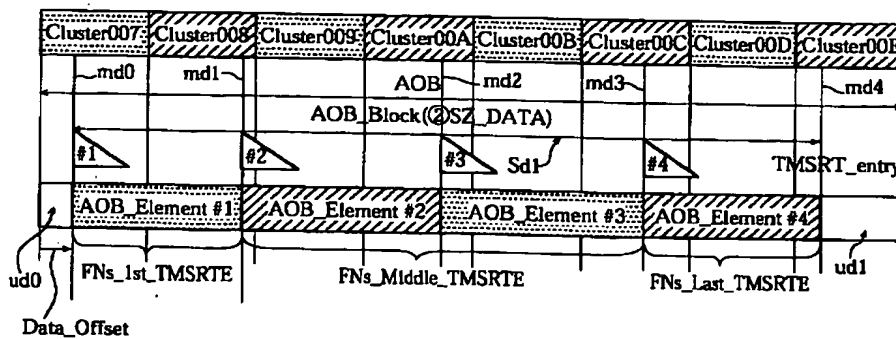 Cluster007 Cluster008 Cluster009 Cluster00A Cluster00B Cluster00C Cluster00D Cluster00E
md0 md1 AOB md2 md3 md4
AOB_Block(②SZ_DATA)
#1 #2 #3 Sd1 #4 TMSRT_entry
AOB_Element #1 AOB_Element #2 AOB_Element #3 AOB_Element #4
ud0 FNs_1st_TMSRTE FNs_Middle_TMSRTE FNs_Last_TMSRTE ud1
Data_Offset